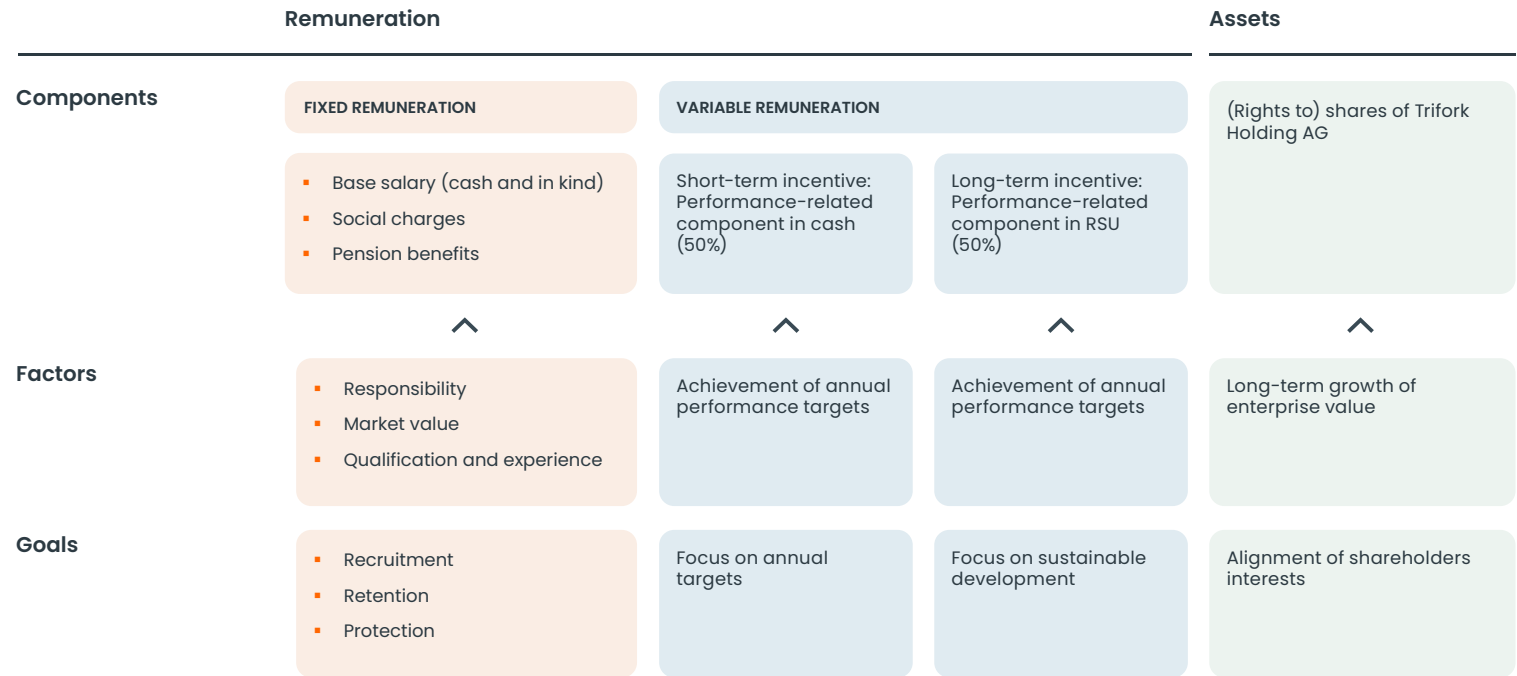 Remuneration
Assets
Components
FIXED REMUNERATION
VARIABLE REMUNERATION
(Rights to) shares of Trifork
Holding AG
Base salary (cash and in kind)
Social charges
Pension benefits
Short-term incentive:
Performance-related
component in cash
(50%)
Long-term incentive:
Performance-related
component in RSU
(50%)
Factors
Responsibility
Market value
Qualification and experience
Achievement of annual
performance targets
Achievement of annual
performance targets
Long-term growth of
enterprise value
Goals
Recruitment
Retention
Protection
Focus on annual
targets
Focus on sustainable
development
Alignment of shareholders
interests